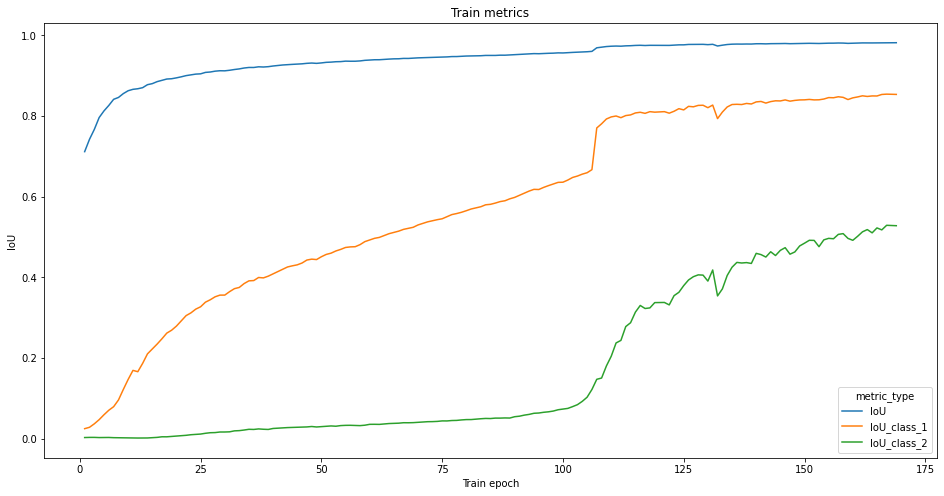 Train metrics
1.0
0.8
0.6
0.4
0.2
0.0
IoU
0
25
50
75
100
125
150
175
Train epoch
metric_type
IoU
IoU_class_1
IoU_class_2